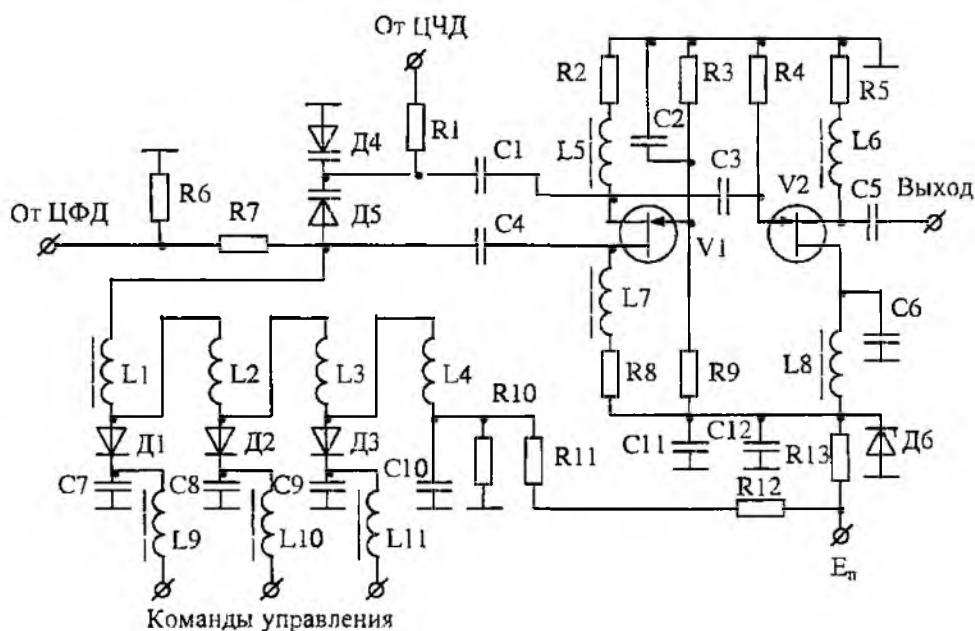 От ЦЧД
R2
R3
R4
R5
R1
C2
Д4
C1
L5
C3
L6
R6
Д5
V2
C5
Выход
От ЦФД
R7
C4
V1
L7
C6
L1
L2
L3
L4
R8
R9
L8
R10
Д1
Д2
Д3
R11
C11
C12
R13
Д6
C7
C8
C9
C10
R12
L9
L10
L11
Eп
Команды управления